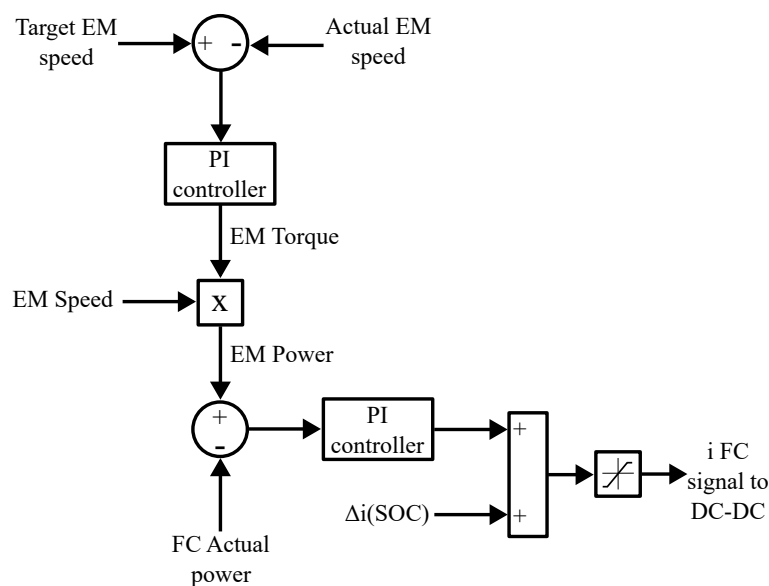 Target EM
speed
+ -
Actual EM
speed
PI
controller
EM Torque
EM Speed
X
EM Power
+
-
FC Actual
power
PI
controller
+
Δi(SOC)
+
i FC
signal to
DC-DC